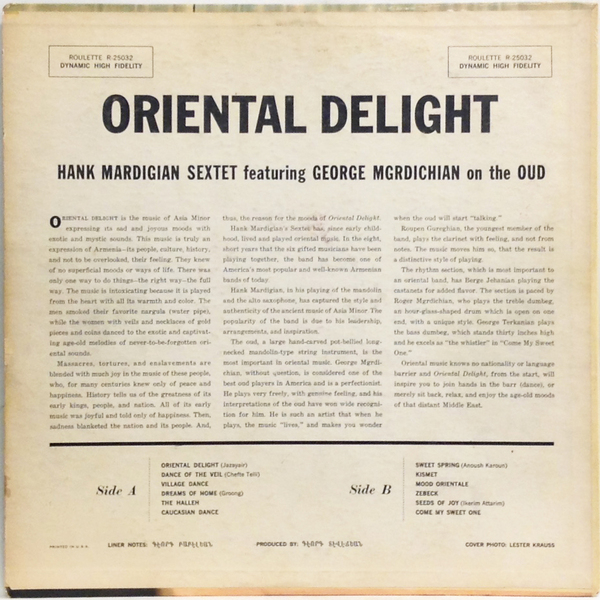 ROULETTE R-25032
DYNAMIC HIGH FIDELITY
ROULETTE R-25032
DYNAMIC HIGH FIDELITY
ORIENTAL DELIGHT
HANK MARDIGIAN SEXTET featuring GEORGE MGRDICHIAN on the OUD
ORIENTAL DELIGHT is the music of Asia Minor
expressing its sad and joyous moods with
exotic and mystic sounds. This music is truly an
expression of Armenia—its people, culture, history,
and not to be overlooked, their feeling. They knew
of no superficial moods or ways of life. There was
only one way to do things—the right way—the full
way. The music is intoxicating because it is played
from the heart with all its warmth and color. The
men smoked their favorite nargula (water pipe),
while the women with veils and necklaces of gold
pieces and coins danced to the exotic and captivat-
ing age-old melodies of never-to-be-forgotten ori-
ental sounds.
Massacres, tortures, and enslavements are
blended with much joy in the music of these people,
who, for many centuries knew only of peace and
happiness. History tells us of the greatness of its
early kings, people, and nation. All of its early
music was joyful and told only of happiness. Then,
sadness blanketed the nation and its people. And,
thus, the reason for the moods of Oriental Delight.
Hank Mardigian's Sextet has, since early child-
hood, lived and played oriental music. In the eight,
short years that the six gifted musicians have been
playing together, the band has become one of
America's most popular and well-known Armenian
bands of today.
Hank Mardigian, in his playing of the mandolin
and the alto saxophone, has captured the style and
authenticity of the ancient music of Asia Minor. The
popularity of the band is due to his leadership,
arrangements, and inspiration.
The oud, a large hand-carved pot-bellied long-
necked mandolin-type string instrument, is the
most important in oriental music. George Mgrdi-
chian, without question, is considered one of the
best oud players in America and is a perfectionist.
He plays very freely, with genuine feeling, and his
interpretations of the oud have won wide recogni-
tion for him. He is such an artist that when he
plays, the music "lives," and makes you wonder
when the oud will start "talking."
Roupen Gureghian, the youngest member of the
band, plays the clarinet with feeling, and not from
notes. The music moves him so, that the result is
a distinctive style of playing.
The rhythm section, which is most important to
an oriental band, has Berge Jehanian playing the
castanets for added flavor. The section is paced by
Roger Mgrdichian, who plays the treble dumbeg,
an hour-glass-shaped drum which is open on one
end, with a unique style. George Terkanian plays
the bass dumbeg, which stands thirty inches high
and he excels as "the whistler" in "Come My Sweet
One."
Oriental music knows no nationality or language
barrier and Oriental Delight, from the start, will
inspire you to join hands in the barr (dance), or
merely sit back, relax, and enjoy the age-old moods
of that distant Middle East.
Side A
ORIENTAL DELIGHT (Jazayair)
DANCE OF THE VEIL (Chefte Telli)
VILLAGE DANCE
DREAMS OF HOME (Groong)
THE HALLEH
CAUCASIAN DANCE
Side B
SWEET SPRING (Anoush Karoun)
KISMET
MOOD ORIENTALE
ZEBECK
SEEDS OF JOY (Ikerim Attarim)
COME MY SWEET ONE
PRINTED IN U.S.A.
LINER NOTES:
PRODUCED BY:
COVER PHOTO: LESTER KRAUSS